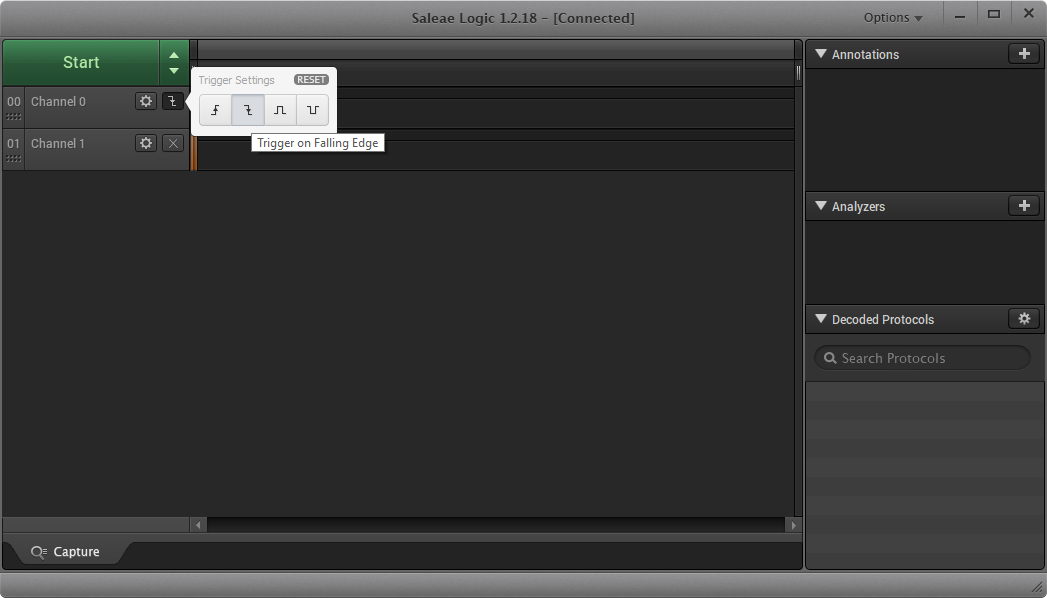 Saleae Logic 1.2.18 – [Connected]
Options
Start
Trigger Settings
RESET
00
Channel 0
Trigger on Falling Edge
01
Channel 1
Annotations
Analyzers
Decoded Protocols
Search Protocols
Capture